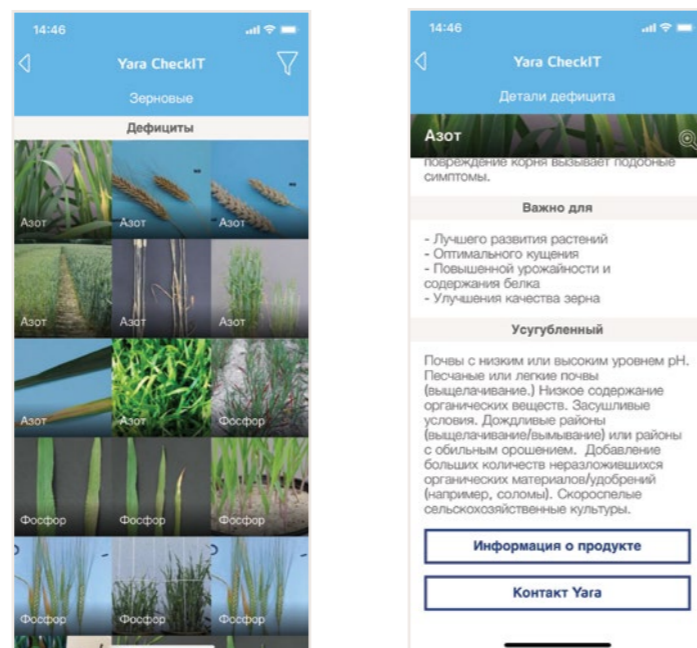 14:46
Yara CheckIT
Зерновые
Дефициты
Азот
Азот
Азот
Азот
Азот
Азот
Азот
Азот
Фосфор
Фосфор
Фосфор
Фосфор
Фосфор
Фосфор
Фосфор
14:46
Yara CheckIT
Детали дефицита
Азот
повреждение корня вызывает подобные
симптомы.
Важно для
- Лучшего развития растений
- Оптимального кущения
- Повышенной урожайности и
содержания белка
- Улучшения качества зерна
Усугубленный
Почвы с низким или высоким уровнем pH.
Песчаные или легкие почвы
(выщелачивание.) Низкое содержание
органических веществ. Засушливые
условия. Дождливые районы
(выщелачивание/вымывание) или районы
с обильным орошением. Добавление
больших количеств неразложившихся
органических материалов/удобрений
(например, соломы). Скороспелые
сельскохозяйственные культуры.
Информация о продукте
Контакт Yara